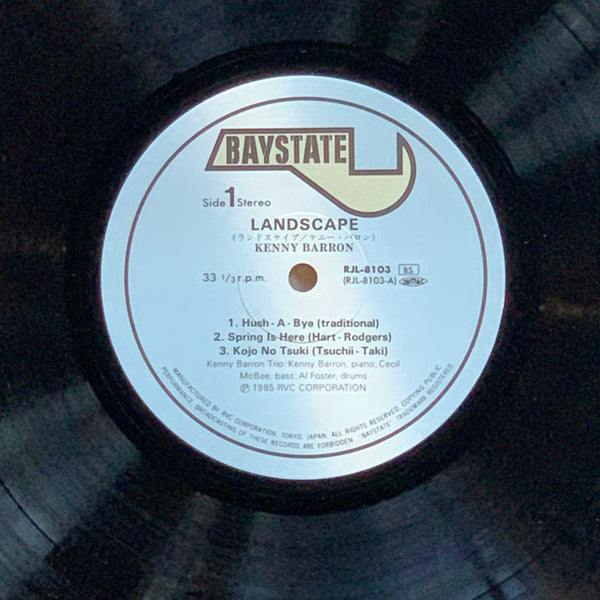 BAYSTATE
Side 1 Stereo
LANDSCAPE
(ランドスケイプ/ケニー・バロン)
KENNY BARRON
33 1/3 r.p.m.
RJL-8103 BS
(RJL-8103-A)
1. Hush - A - Bye (traditional)
2. Spring Is Here (Hart - Rodgers)
3. Kojo No Tsuki (Tsuchii - Taki)
Kenny Barron Trio: Kenny Barron, piano; Cecil
McBee, bass; Al Foster, drums
Ⓟ 1985 RVC CORPORATION
MANUFACTURED BY RVC CORPORATION, TOKYO, JAPAN. ALL RIGHTS RESERVED, COPYING PUBLIC
PERFORMANCE, BROADCASTING OF THESE RECORDS ARE FORBIDDEN "BAYSTATE" TRADEMARK REGISTERED